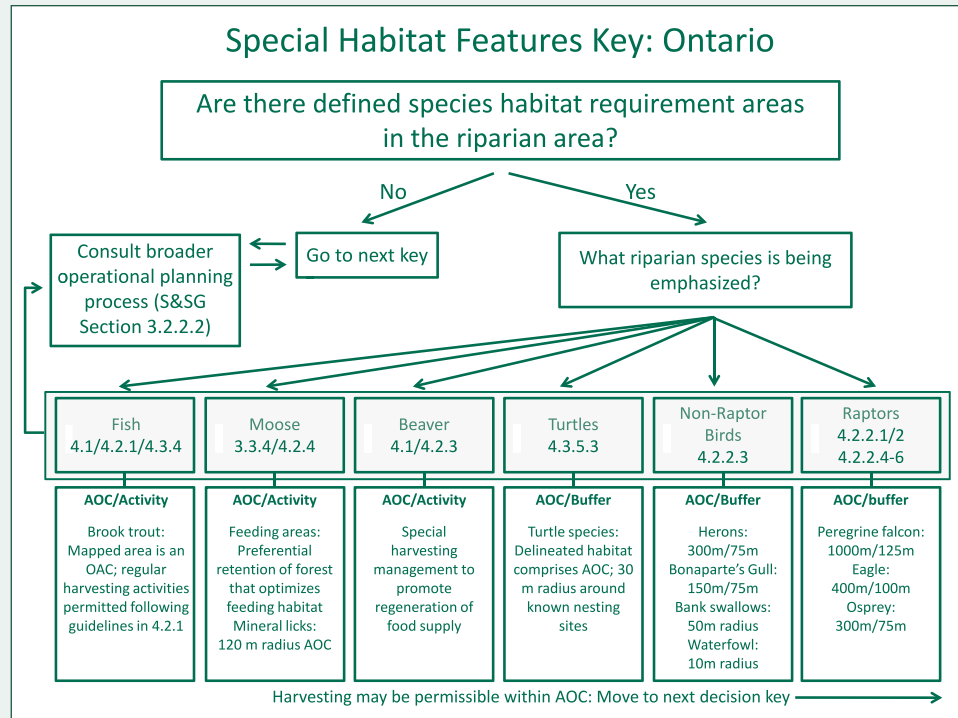 Special Habitat Features Key: Ontario
Are there defined species habitat requirement areas
in the riparian area?
No
Yes
Consult broader
operational planning
process (S&SG
Section 3.2.2.2)
Go to next key
What riparian species is being
emphasized?
Fish
4.1/4.2.1/4.3.4
Moose
3.3.4/4.2.4
Beaver
4.1/4.2.3
Turtles
4.3.5.3
Non-Raptor
Birds
4.2.2.3
Raptors
4.2.2.1/2
4.2.2.4-6
AOC/Activity
Brook trout:
Mapped area is an
OAC; regular
harvesting activities
permitted following
guidelines in 4.2.1
AOC/Activity
Feeding areas:
Preferential
retention of forest
that optimizes
feeding habitat
Mineral licks:
120 m radius AOC
AOC/Activity
Special
harvesting
management to
promote
regeneration of
food supply
AOC/Buffer
Turtle species:
Delineated habitat
comprises AOC; 30
m radius around
known nesting
sites
AOC/Buffer
Herons:
300m/75m
Bonaparte's Gull:
150m/75m
Bank swallows:
50m radius
Waterfowl:
10m radius
AOC/buffer
Peregrine falcon:
1000m/125m
Eagle:
400m/100m
Osprey:
300m/75m
Harvesting may be permissible within AOC: Move to next decision key